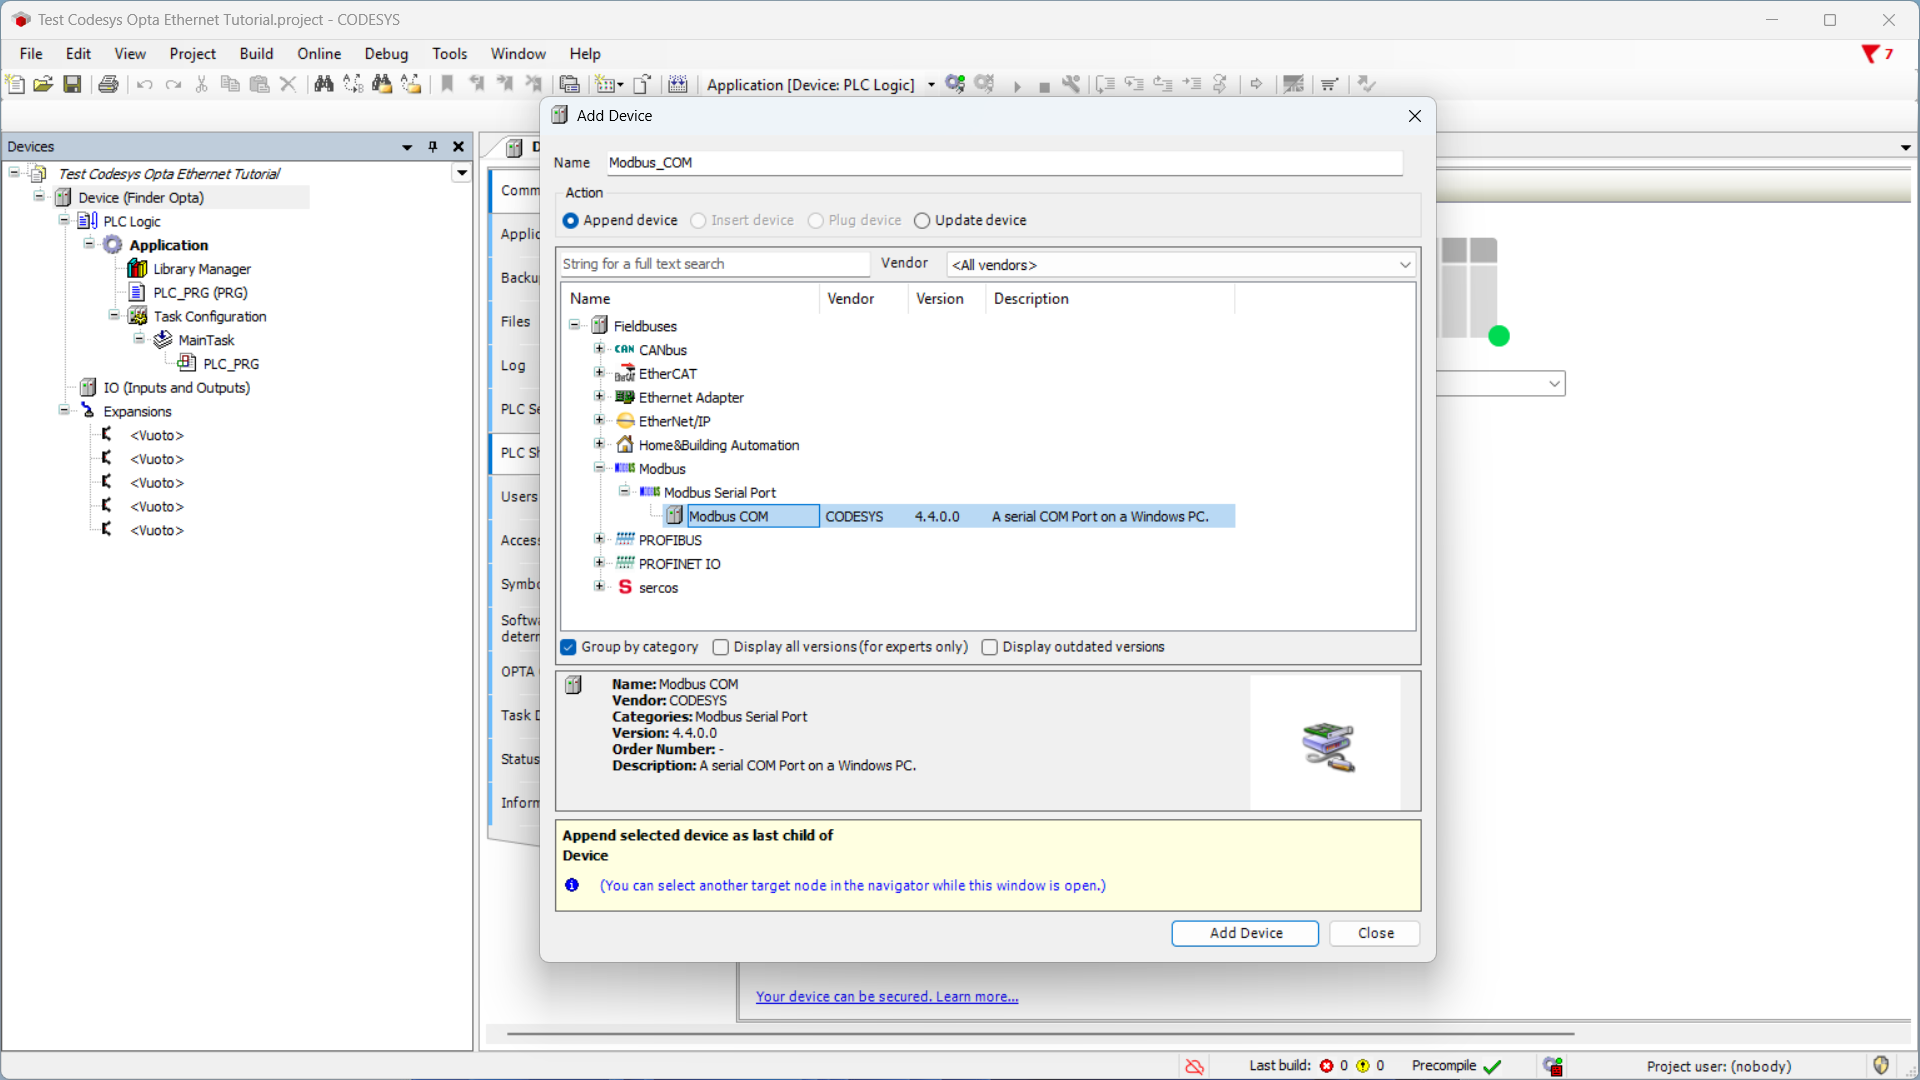 Test Codesys Opta Ethernet Tutorial.project - CODESYS
File Edit View Project Build Online Debug Tools Window Help
7
Application [Device: PLC Logic]
Devices
Test Codesys Opta Ethernet Tutorial
Device (Finder Opta)
PLC Logic
Application
Library Manager
PLC_PRG (PRG)
Task Configuration
MainTask
PLC_PRG
IO (Inputs and Outputs)
Expansions
<Vuoto>
<Vuoto>
<Vuoto>
<Vuoto>
<Vuoto>
D
Comm
Applic
Backu
Files
Log
PLC Se
PLC Sh
Users
Access
Symbo
Softwa
determ
OPTA
Task D
Status
Inform
Add Device
Name Modbus_COM
Action
Append device Insert device Plug device Update device
String for a full text search Vendor <All vendors>
Name Vendor Version Description
Fieldbuses
CAN CANbus
EtherCAT
Ethernet Adapter
EtherNet/IP
Home&Building Automation
Modbus
Modbus Serial Port
Modbus COM CODESYS 4.4.0.0 A serial COM Port on a Windows PC.
PROFIBUS
PROFINET IO
sercos
Group by category Display all versions (for experts only) Display outdated versions
Name: Modbus COM
Vendor: CODESYS
Categories: Modbus Serial Port
Version: 4.4.0.0
Order Number: -
Description: A serial COM Port on a Windows PC.
Append selected device as last child of
Device
(You can select another target node in the navigator while this window is open.)
Add Device Close
Your device can be secured. Learn more...
Last build: 0 0 Precompile Project user: (nobody)